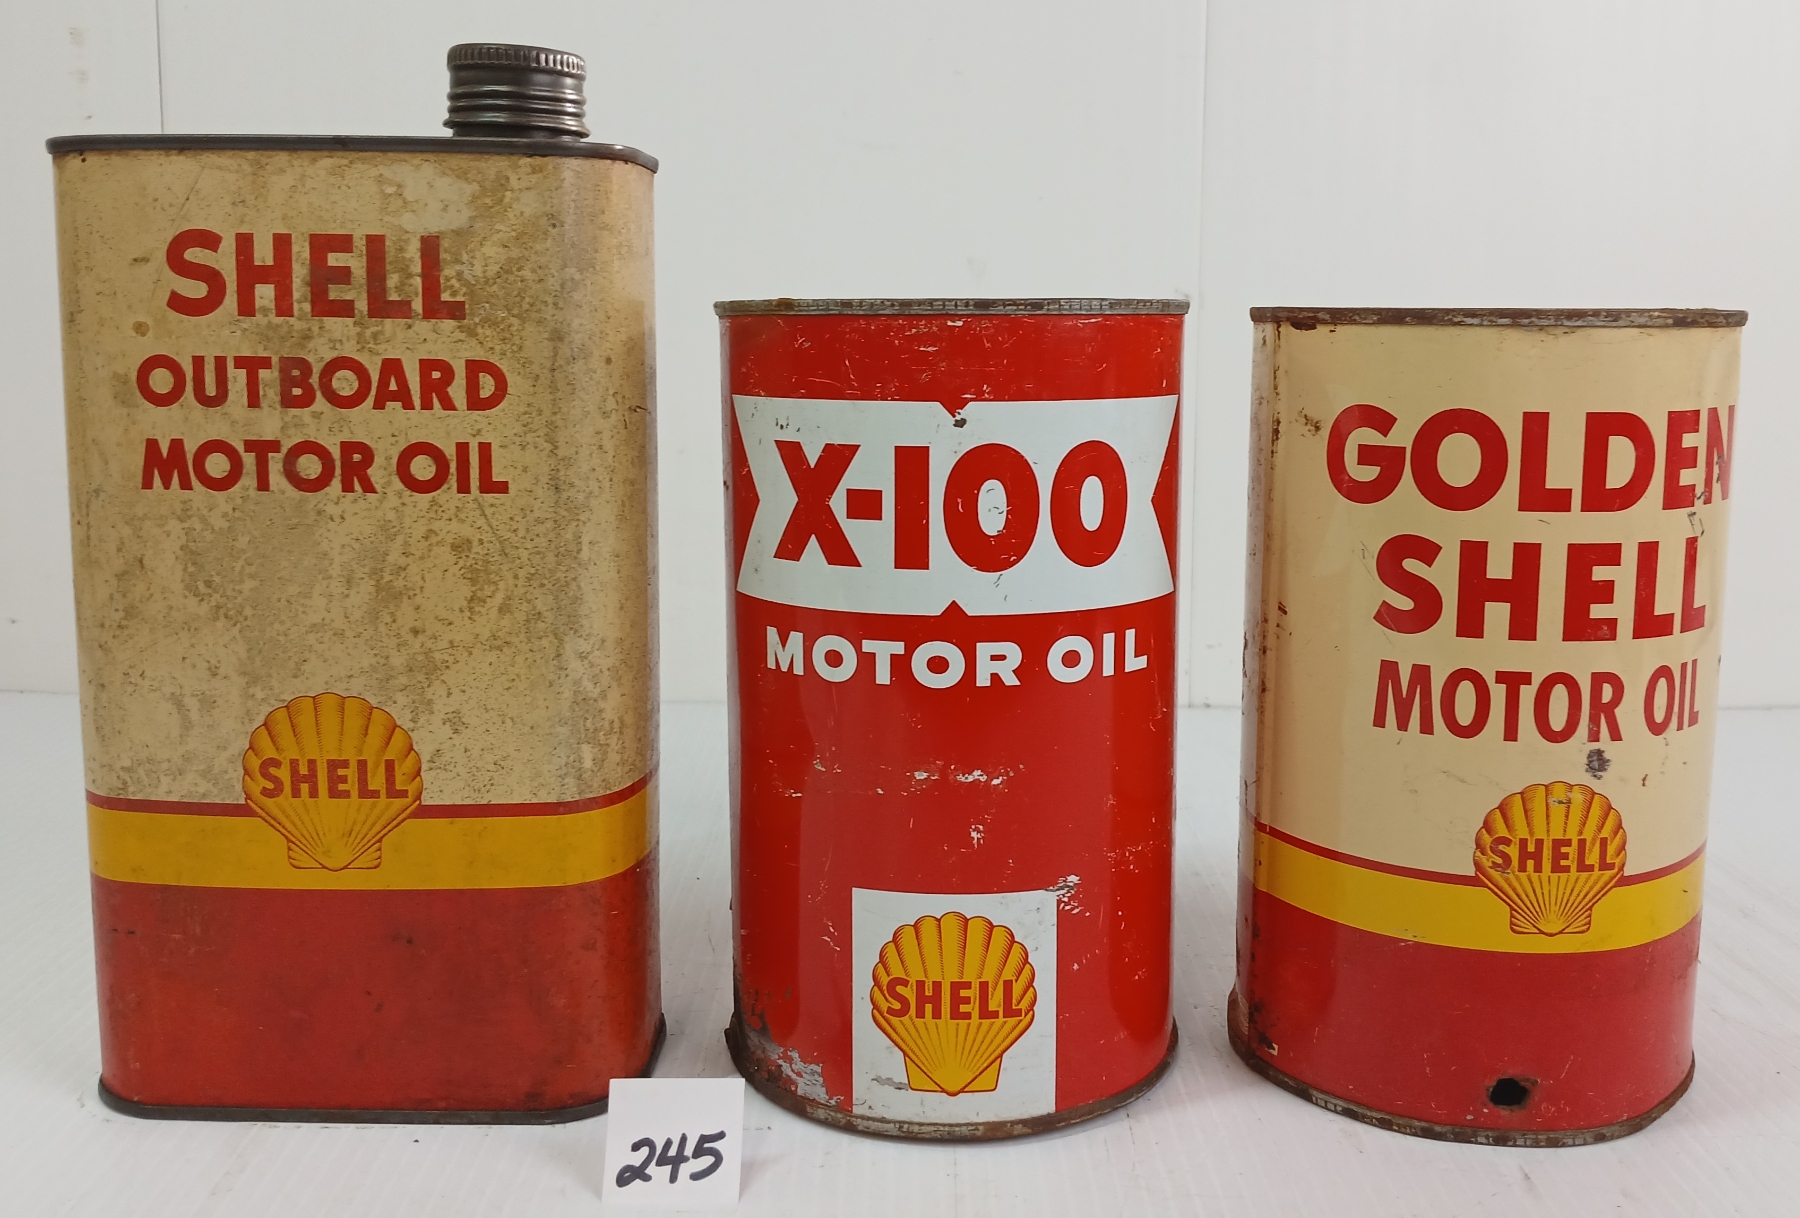 SHELL
OUTBOARD
MOTOR OIL
SHELL
X-100
MOTOR OIL
SHELL
GOLDEN
SHELL
MOTOR OIL
SHELL
245